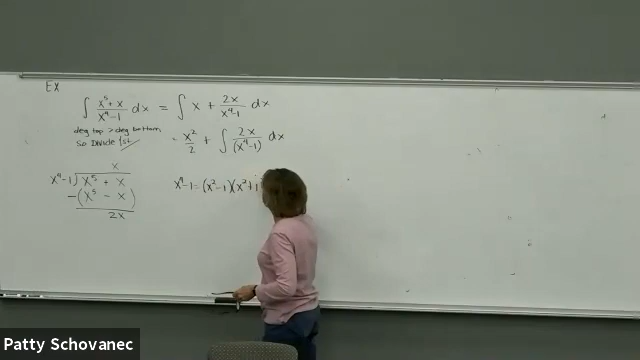 EX
∫ x⁵+x/x⁴-1 dx = ∫ x + 2x/x⁴-1 dx
deg top > deg bottom
so Divide 1st
= x²/2 + ∫ 2x/(x⁴-1) dx
x
x⁴-1 x⁵ + x
-(x⁵ - x)
2x
x⁴-1 = (x²-1)(x²+1
Patty Schovanec